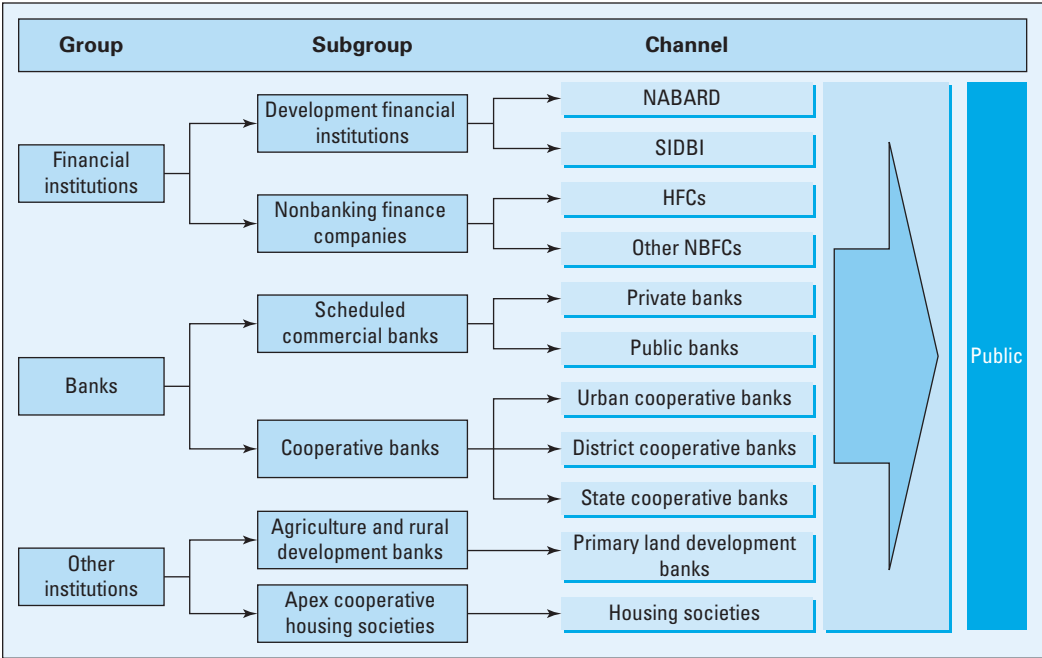 Group
Subgroup
Channel
Financial
institutions
Development financial
institutions
NABARD
SIDBI
Nonbanking finance
companies
HFCs
Other NBFCs
Banks
Scheduled
commercial banks
Private banks
Public banks
Cooperative banks
Urban cooperative banks
District cooperative banks
State cooperative banks
Other
institutions
Agriculture and rural
development banks
Primary land development
banks
Apex cooperative
housing societies
Housing societies
Public